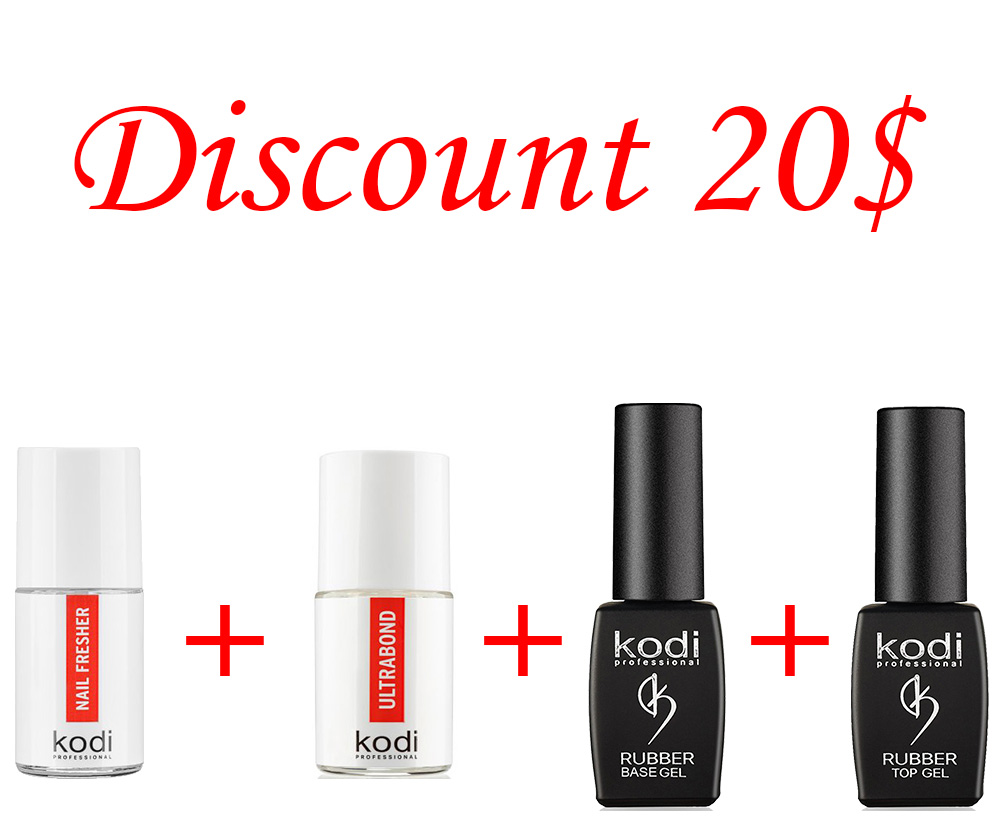 Discount 20$
NAIL FRESHER
kodi
PROFESSIONAL
+
ULTRABOND
kodi
PROFESSIONAL
+
kodi
professional
RUBBER
BASE GEL
+
kodi
professional
RUBBER
TOP GEL